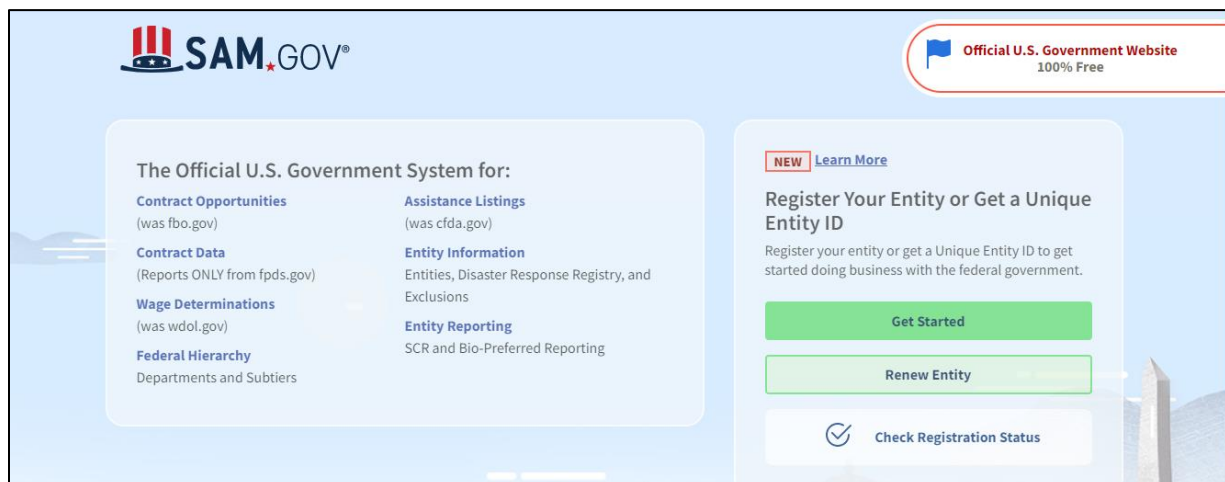 SAM.GOV®
Official U.S. Government Website
100% Free
The Official U.S. Government System for:
Contract Opportunities
(was fbo.gov)
Contract Data
(Reports ONLY from fpds.gov)
Wage Determinations
(was wdol.gov)
Federal Hierarchy
Departments and Subtiers
Assistance Listings
(was cfda.gov)
Entity Information
Entities, Disaster Response Registry, and
Exclusions
Entity Reporting
SCR and Bio-Preferred Reporting
NEW Learn More
Register Your Entity or Get a Unique
Entity ID
Register your entity or get a Unique Entity ID to get
started doing business with the federal government.
Get Started
Renew Entity
Check Registration Status